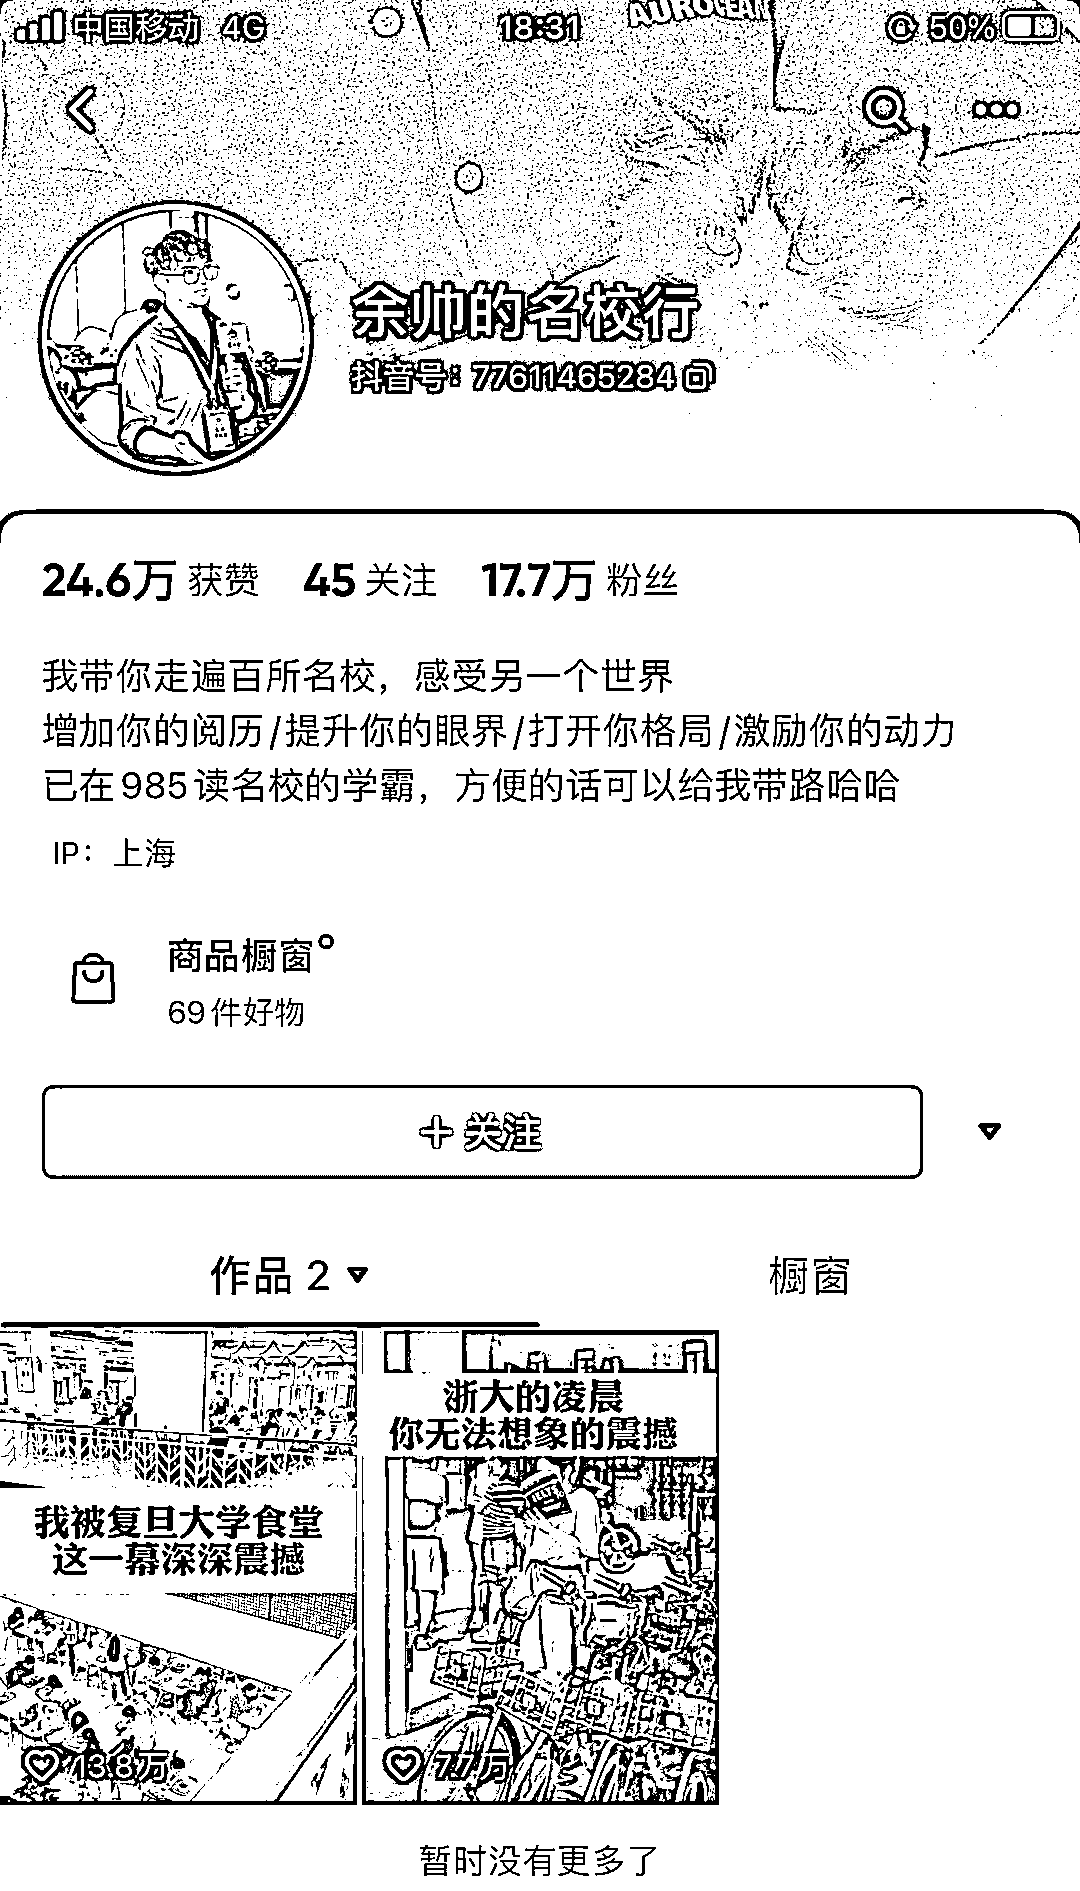 中国移动 4G 18:31 50%
余帅的名校行
抖音号：77611465284
24.6万 获赞 45 关注 17.7万 粉丝
我带你走遍百所名校，感受另一个世界
增加你的阅历/提升你的眼界/打开你格局/激励你的动力
已在985读名校的学霸，方便的话可以给我带路哈哈
IP：上海
商品橱窗
69件好物
＋关注
作品 2 橱窗
浙大的凌晨
你无法想象的震撼
我被复旦大学食堂
这一幕深深震撼
13.8万 7.7万
暂时没有更多了